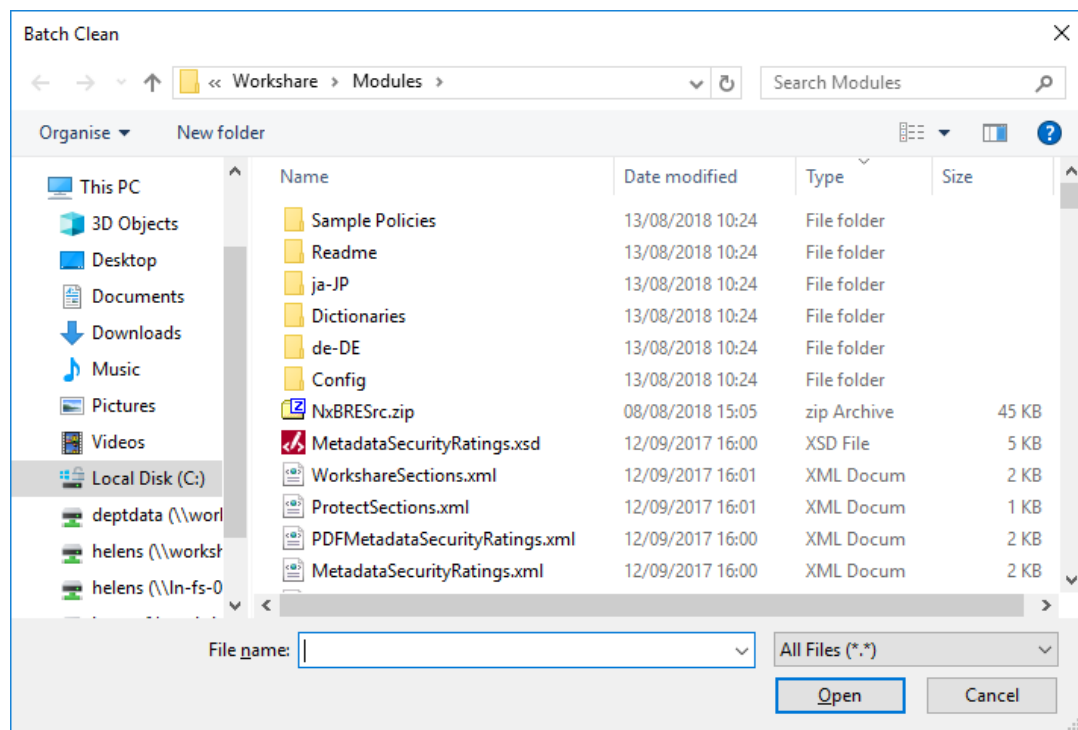 Batch Clean
« Workshare > Modules > Search Modules
Organise New folder
Name Date modified Type Size
This PC
3D Objects
Desktop
Documents
Downloads
Music
Pictures
Videos
Local Disk (C:)
deptdata (\\worl
helens (\\worksh
helens (\\ln-fs-0
Sample Policies 13/08/2018 10:24 File folder
Readme 13/08/2018 10:24 File folder
ja-JP 13/08/2018 10:24 File folder
Dictionaries 13/08/2018 10:24 File folder
de-DE 13/08/2018 10:24 File folder
Config 13/08/2018 10:24 File folder
NxBRESrc.zip 08/08/2018 15:05 zip Archive 45 KB
MetadataSecurityRatings.xsd 12/09/2017 16:00 XSD File 5 KB
WorkshareSections.xml 12/09/2017 16:01 XML Docum 2 KB
ProtectSections.xml 12/09/2017 16:01 XML Docum 1 KB
PDFMetadataSecurityRatings.xml 12/09/2017 16:00 XML Docum 2 KB
MetadataSecurityRatings.xml 12/09/2017 16:00 XML Docum 2 KB
File name: All Files (*.*)
Open Cancel